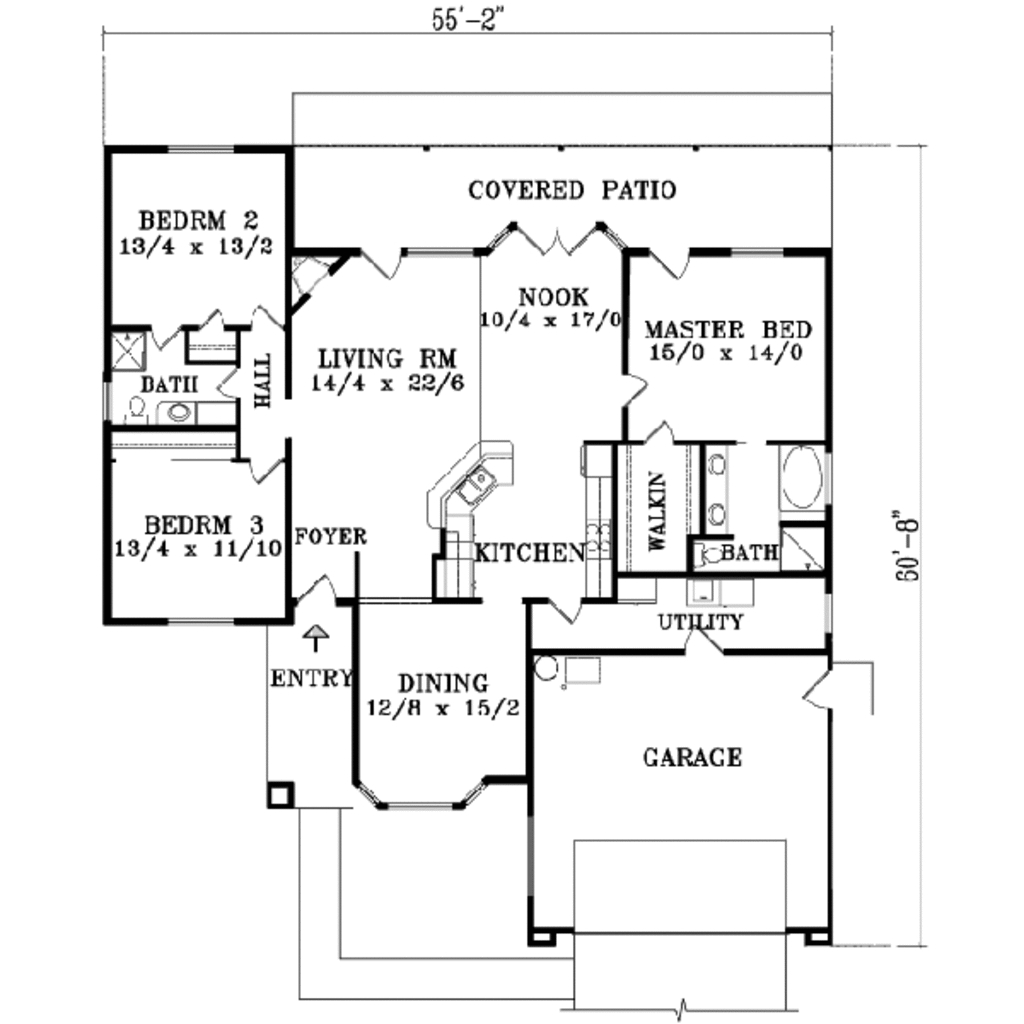 55'-2"
COVERED PATIO
BEDRM 2
13/4 x 13/2
NOOK
10/4 x 17/0
MASTER BED
15/0 x 14/0
LIVING RM
14/4 x 22/6
HALL
BATH
WALKIN
BEDRM 3
13/4 x 11/10
FOYER
KITCHEN
BATH
60'-8"
UTILITY
ENTRY
DINING
12/8 x 15/2
GARAGE